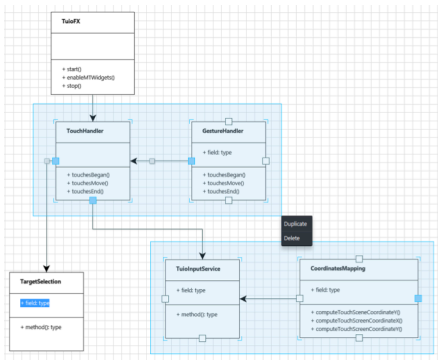 TuioFX
+ start()
+ enableMTWidgets()
+ stop()
TouchHandler
+ touchesBegan()
+ touchesMove()
+ touchesEnd()
GestureHandler
+ field: type
+ touchesBegan()
+ touchesMove()
+ touchesEnd()
Duplicate
Delete
TargetSelection
+ field: type
+ method(): type
TuioInputService
+ field: type
+ method(): type
CoordinatesMapping
+ field: type
+ computeTouchSceneCoordinateY()
+ computeTouchScreenCoordinateX()
+ computeTouchScreenCoordinateY()